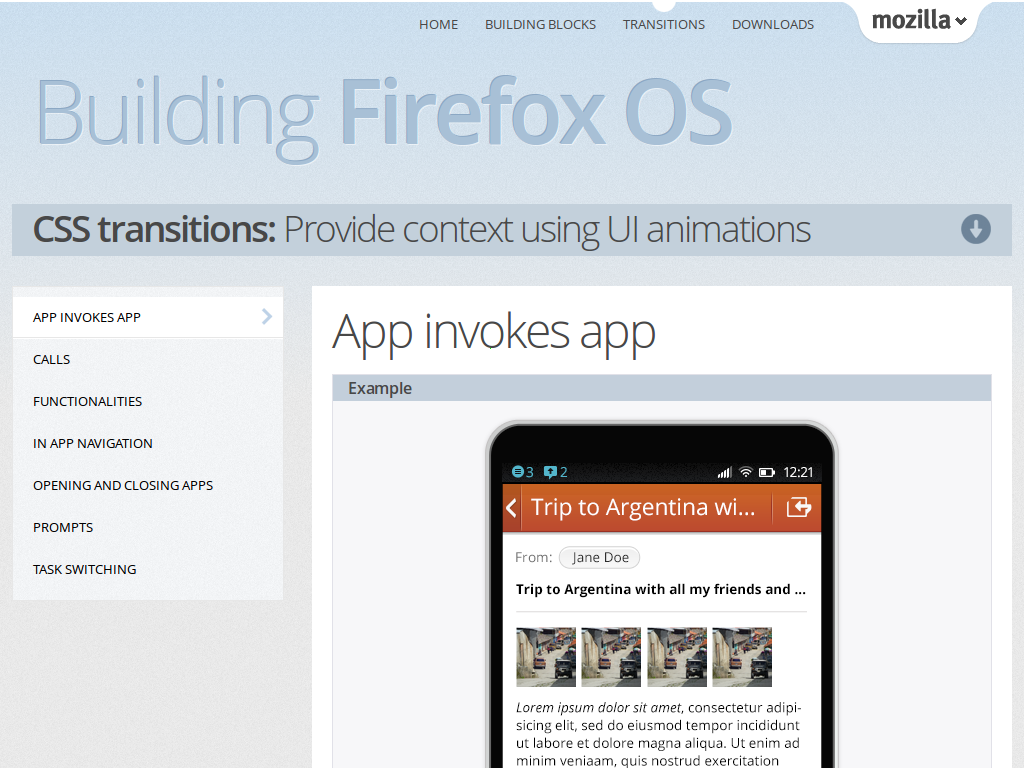 HOME BUILDING BLOCKS TRANSITIONS DOWNLOADS mozilla
Building Firefox OS
CSS transitions: Provide context using UI animations
APP INVOKES APP
CALLS
FUNCTIONALITIES
IN APP NAVIGATION
OPENING AND CLOSING APPS
PROMPTS
TASK SWITCHING
App invokes app
Example
3 2 12:21
Trip to Argentina wi...
From: Jane Doe
Trip to Argentina with all my friends and ...
Lorem ipsum dolor sit amet, consectetur adipi-
sicing elit, sed do eiusmod tempor incididunt
ut labore et dolore magna aliqua. Ut enim ad
minim veniaam, quis nostrud exercitation